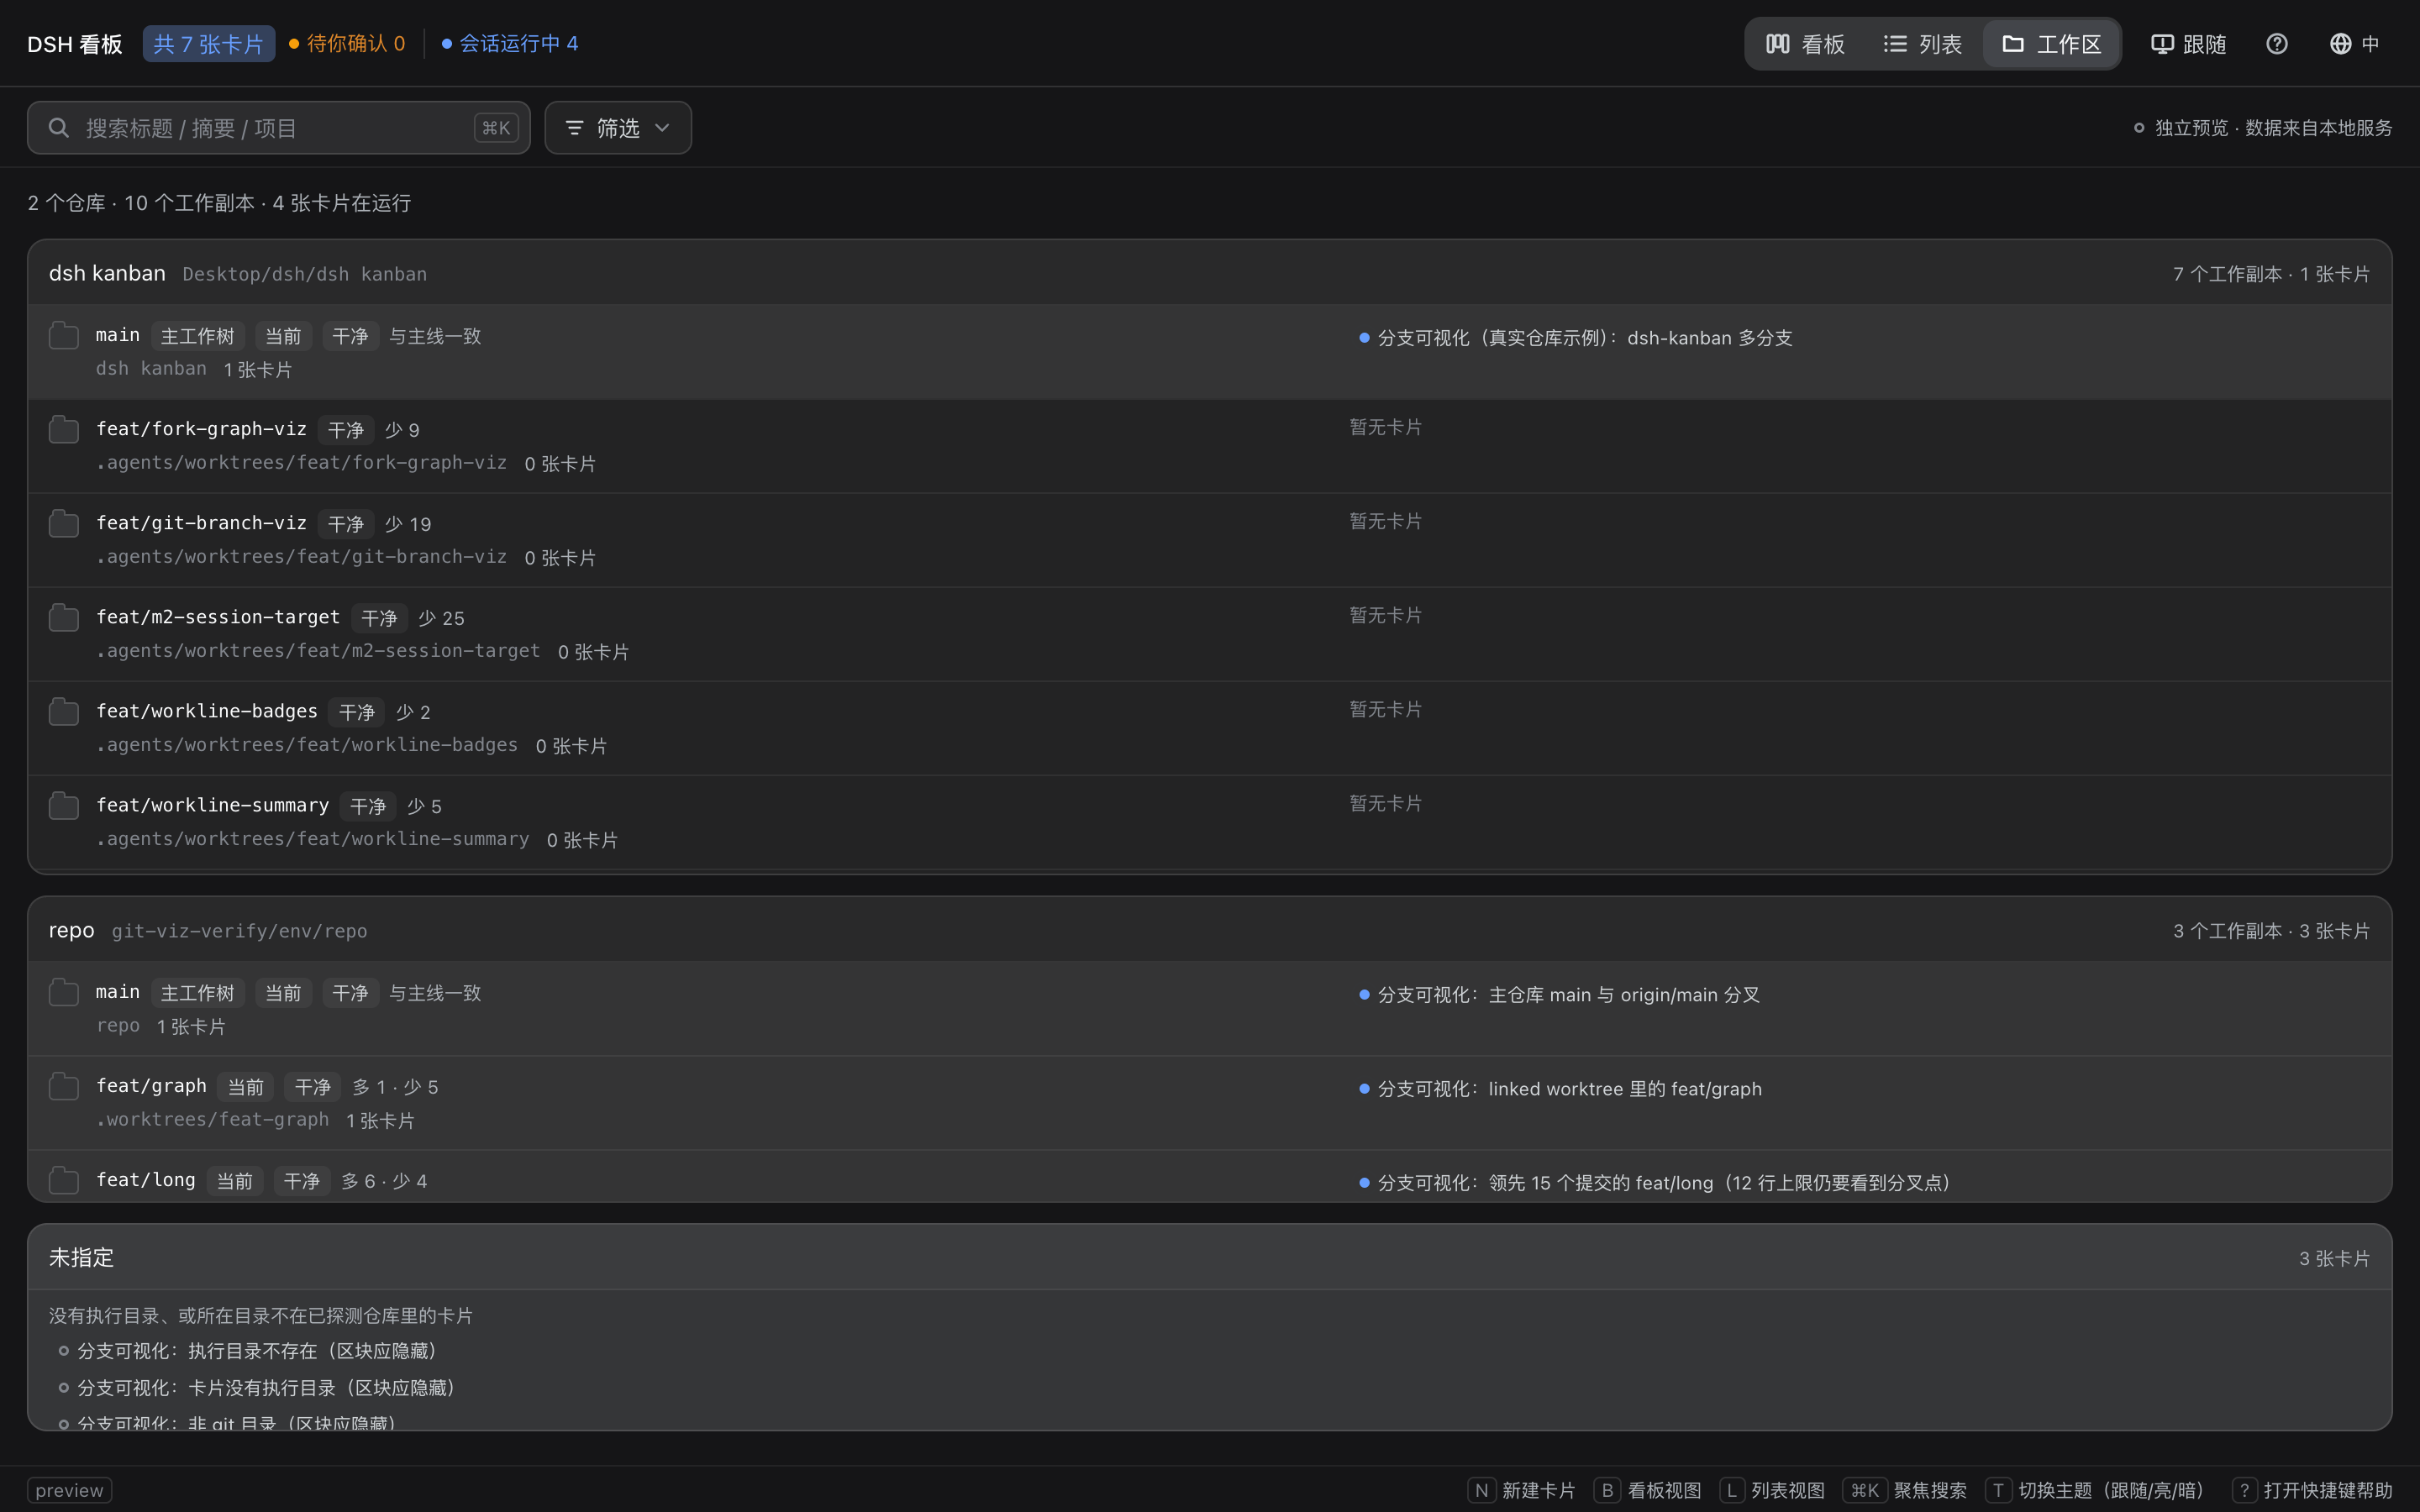 DSH 看板 共 7 张卡片 待你确认 0 会话运行中 4 看板 列表 工作区 跟随 中
搜索标题 / 摘要 / 项目 ⌘K 筛选 独立预览 · 数据来自本地服务
2 个仓库 · 10 个工作副本 · 4 张卡片在运行
dsh kanban Desktop/dsh/dsh kanban 7 个工作副本 · 1 张卡片
main 主工作树 当前 干净 与主线一致 分支可视化（真实仓库示例）：dsh-kanban 多分支
dsh kanban 1 张卡片
feat/fork-graph-viz 干净 少 9 暂无卡片
.agents/worktrees/feat/fork-graph-viz 0 张卡片
feat/git-branch-viz 干净 少 19 暂无卡片
.agents/worktrees/feat/git-branch-viz 0 张卡片
feat/m2-session-target 干净 少 25 暂无卡片
.agents/worktrees/feat/m2-session-target 0 张卡片
feat/workline-badges 干净 少 2 暂无卡片
.agents/worktrees/feat/workline-badges 0 张卡片
feat/workline-summary 干净 少 5 暂无卡片
.agents/worktrees/feat/workline-summary 0 张卡片
repo git-viz-verify/env/repo 3 个工作副本 · 3 张卡片
main 主工作树 当前 干净 与主线一致 分支可视化：主仓库 main 与 origin/main 分叉
repo 1 张卡片
feat/graph 当前 干净 多 1 · 少 5 分支可视化：linked worktree 里的 feat/graph
.worktrees/feat-graph 1 张卡片
feat/long 当前 干净 多 6 · 少 4 分支可视化：领先 15 个提交的 feat/long（12 行上限仍要看到分叉点）
未指定 3 张卡片
没有执行目录、或所在目录不在已探测仓库里的卡片
分支可视化：执行目录不存在（区块应隐藏）
分支可视化：卡片没有执行目录（区块应隐藏）
分支可视化：非 git 目录（区块应隐藏）
preview N 新建卡片 B 看板视图 L 列表视图 ⌘K 聚焦搜索 T 切换主题（跟随/亮/暗） ? 打开快捷键帮助